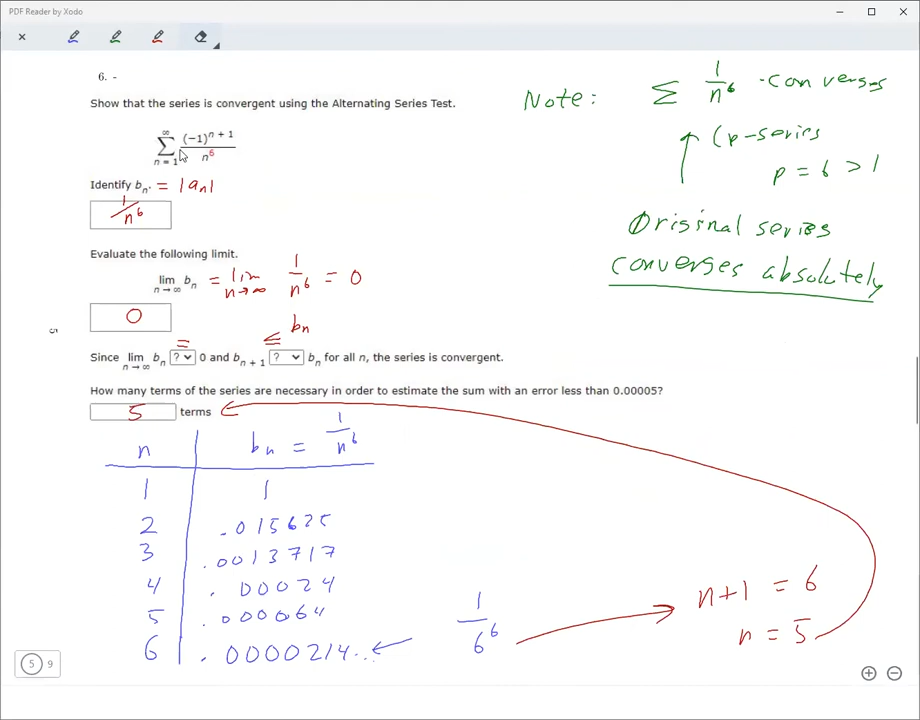 PDF Reader by Xodo
6. -
Show that the series is convergent using the Alternating Series Test.
∞ Σ n = 1 (-1)^n + 1 / n^6
Identify b_n. = |a_n|
1/n^6
Evaluate the following limit.
lim n→∞ b_n = lim n→∞ 1/n^6 = 0
0
= ≤ b_n
Since lim n→∞ b_n ? 0 and b_n + 1 ? b_n for all n, the series is convergent.
How many terms of the series are necessary in order to estimate the sum with an error less than 0.00005?
5 terms
n b_n = 1/n^6
1 1
2 .015625
3 .0013717
4 .00024
5 .000064
6 .0000214...
1/6^6
n+1 = 6
n = 5
Note: Σ 1/n^6 converges
(p-series
p = 6 > 1
Original series
converges absolutely
5
5 9